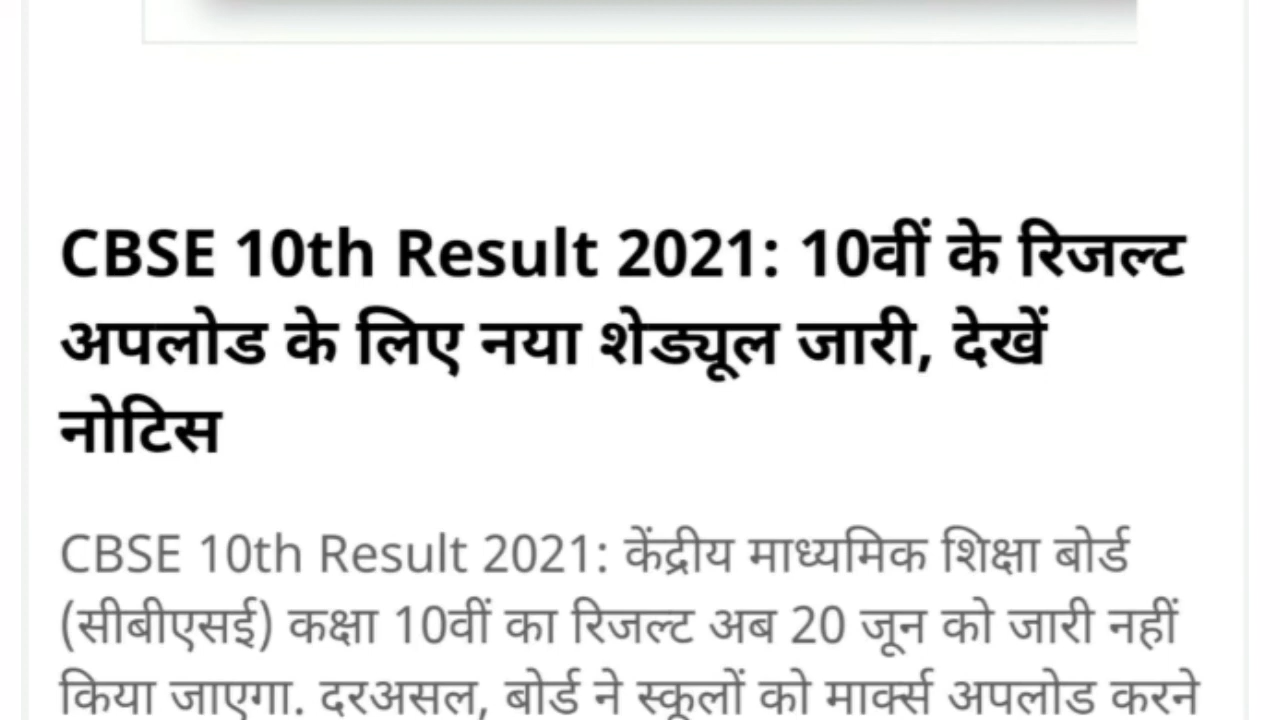 CBSE 10th Result 2021: 10वीं के रिजल्ट
अपलोड के लिए नया शेड्यूल जारी, देखें
नोटिस
CBSE 10th Result 2021: केंद्रीय माध्यमिक शिक्षा बोर्ड
(सीबीएसई) कक्षा 10वीं का रिजल्ट अब 20 जून को जारी नहीं
किया जाएगा. दरअसल, बोर्ड ने स्कूलों को मार्क्स अपलोड करने